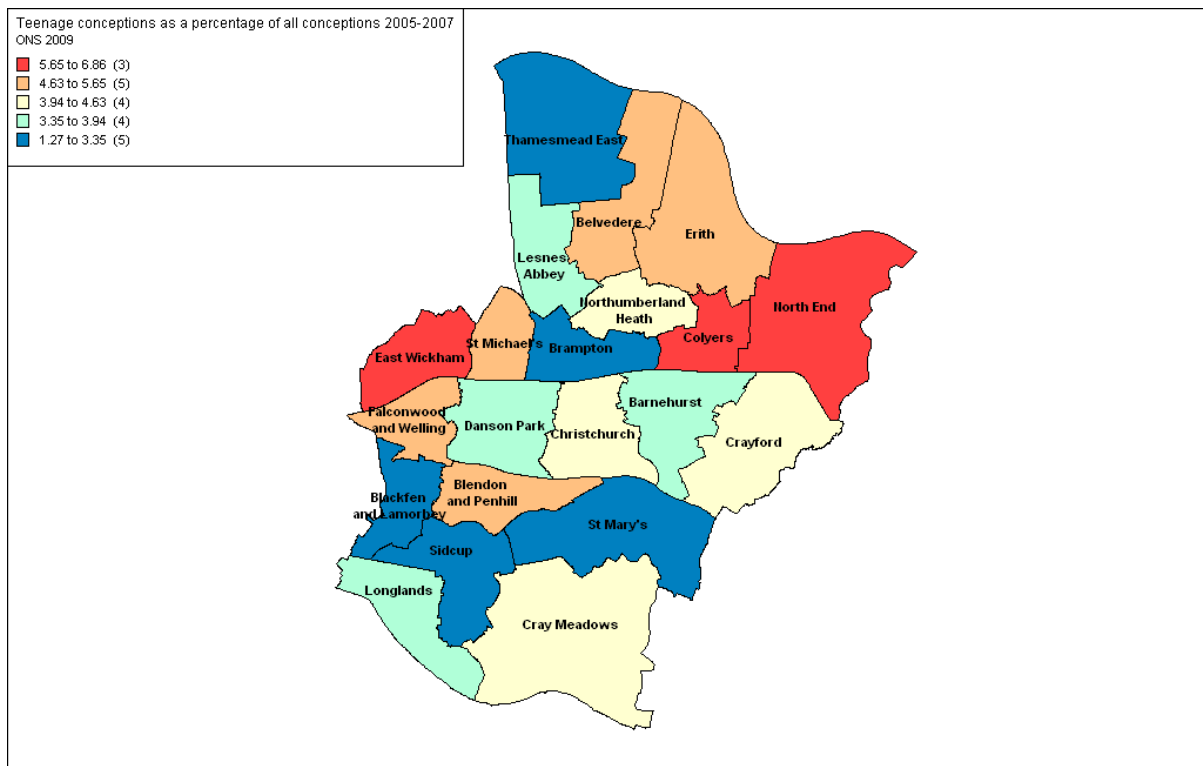 Teenage conceptions as a percentage of all conceptions 2005-2007
ONS 2009
5.65 to 6.86 (3)
4.63 to 5.65 (5)
3.94 to 4.63 (4)
3.35 to 3.94 (4)
1.27 to 3.35 (5)
Thamesmead East
Belvedere
Erith
Lesnes
Abbey
Northumberland
Heath
North End
Colyers
St Michael's
Brampton
East Wickham
Falconwood
and Welling
Danson Park
Christchurch
Barnehurst
Crayford
Blackfen
and Lamorbey
Blendon
and Penhill
St Mary's
Sidcup
Longlands
Cray Meadows